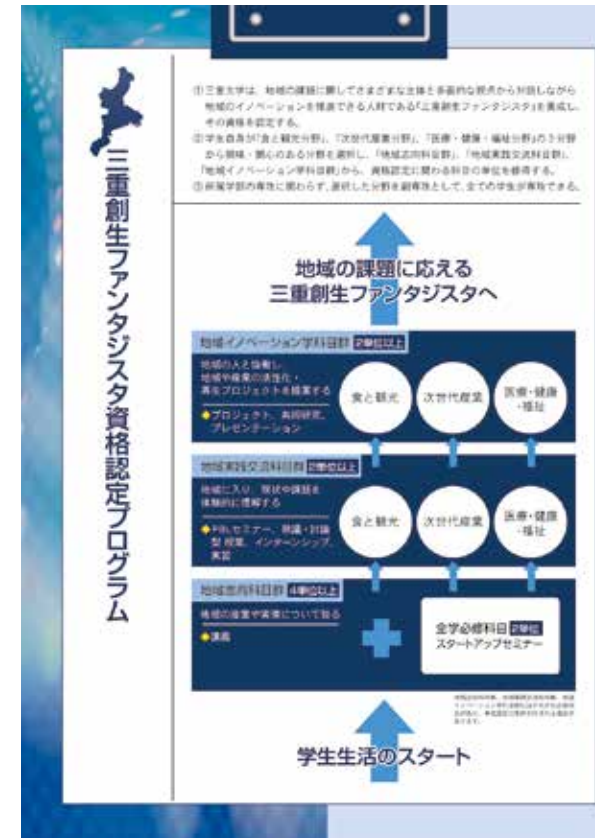 三重創生ファンタジスタ資格認定プログラム
①三重大学は、地域の課題に関してさまざまな主体と多面的な視点から対話しながら
地域のイノベーションを推進できる人財である「三重創生ファンタジスタ」を養成し、
その資格を認定する。
②学生自身が「食と観光分野」、「次世代産業分野」、「医療・健康・福祉分野」の3分野
から興味・関心のある分野を選択し、「地域志向科目群」、「地域実践交流科目群」、
「地域イノベーション学科目群」から、資格認定に関わる科目の単位を修得する。
③所属学部の専攻に関わらず、選択した分野を副専攻として、全ての学生が専攻できる。
地域の課題に応える
三重創生ファンタジスタへ
地域イノベーション学科目群 2単位以上
地域の人と協働し
地域や産業の活性化・
再生プロジェクトを提案する
◆プロジェクト、共同研究、
プレゼンテーション
食と観光
次世代産業
医療・健康
・福祉
地域実践交流科目群 2単位以上
地域に入り、現状や課題を
体験的に理解する
◆PBLセミナー、対話・討論
型 授業、インターンシップ、
実習
食と観光
次世代産業
医療・健康
・福祉
地域志向科目群 4単位以上
地域の産業や実情について知る
◆講義
全学必修科目 2単位
スタートアップセミナー
学生生活のスタート